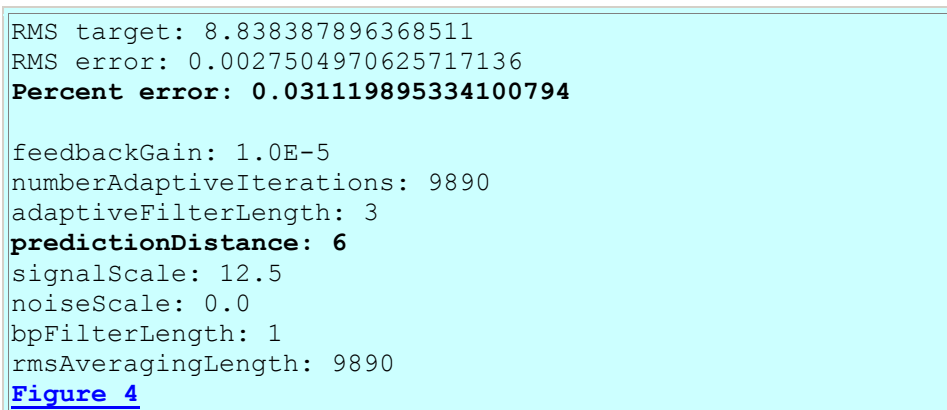 RMS target: 8.838387896368511
RMS error: 0.0027504970625717136
Percent error: 0.031119895334100794
feedbackGain: 1.0E-5
numberAdaptiveIterations: 9890
adaptiveFilterLength: 3
predictionDistance: 6
signalScale: 12.5
noiseScale: 0.0
bpFilterLength: 1
rmsAveragingLength: 9890
Figure 4